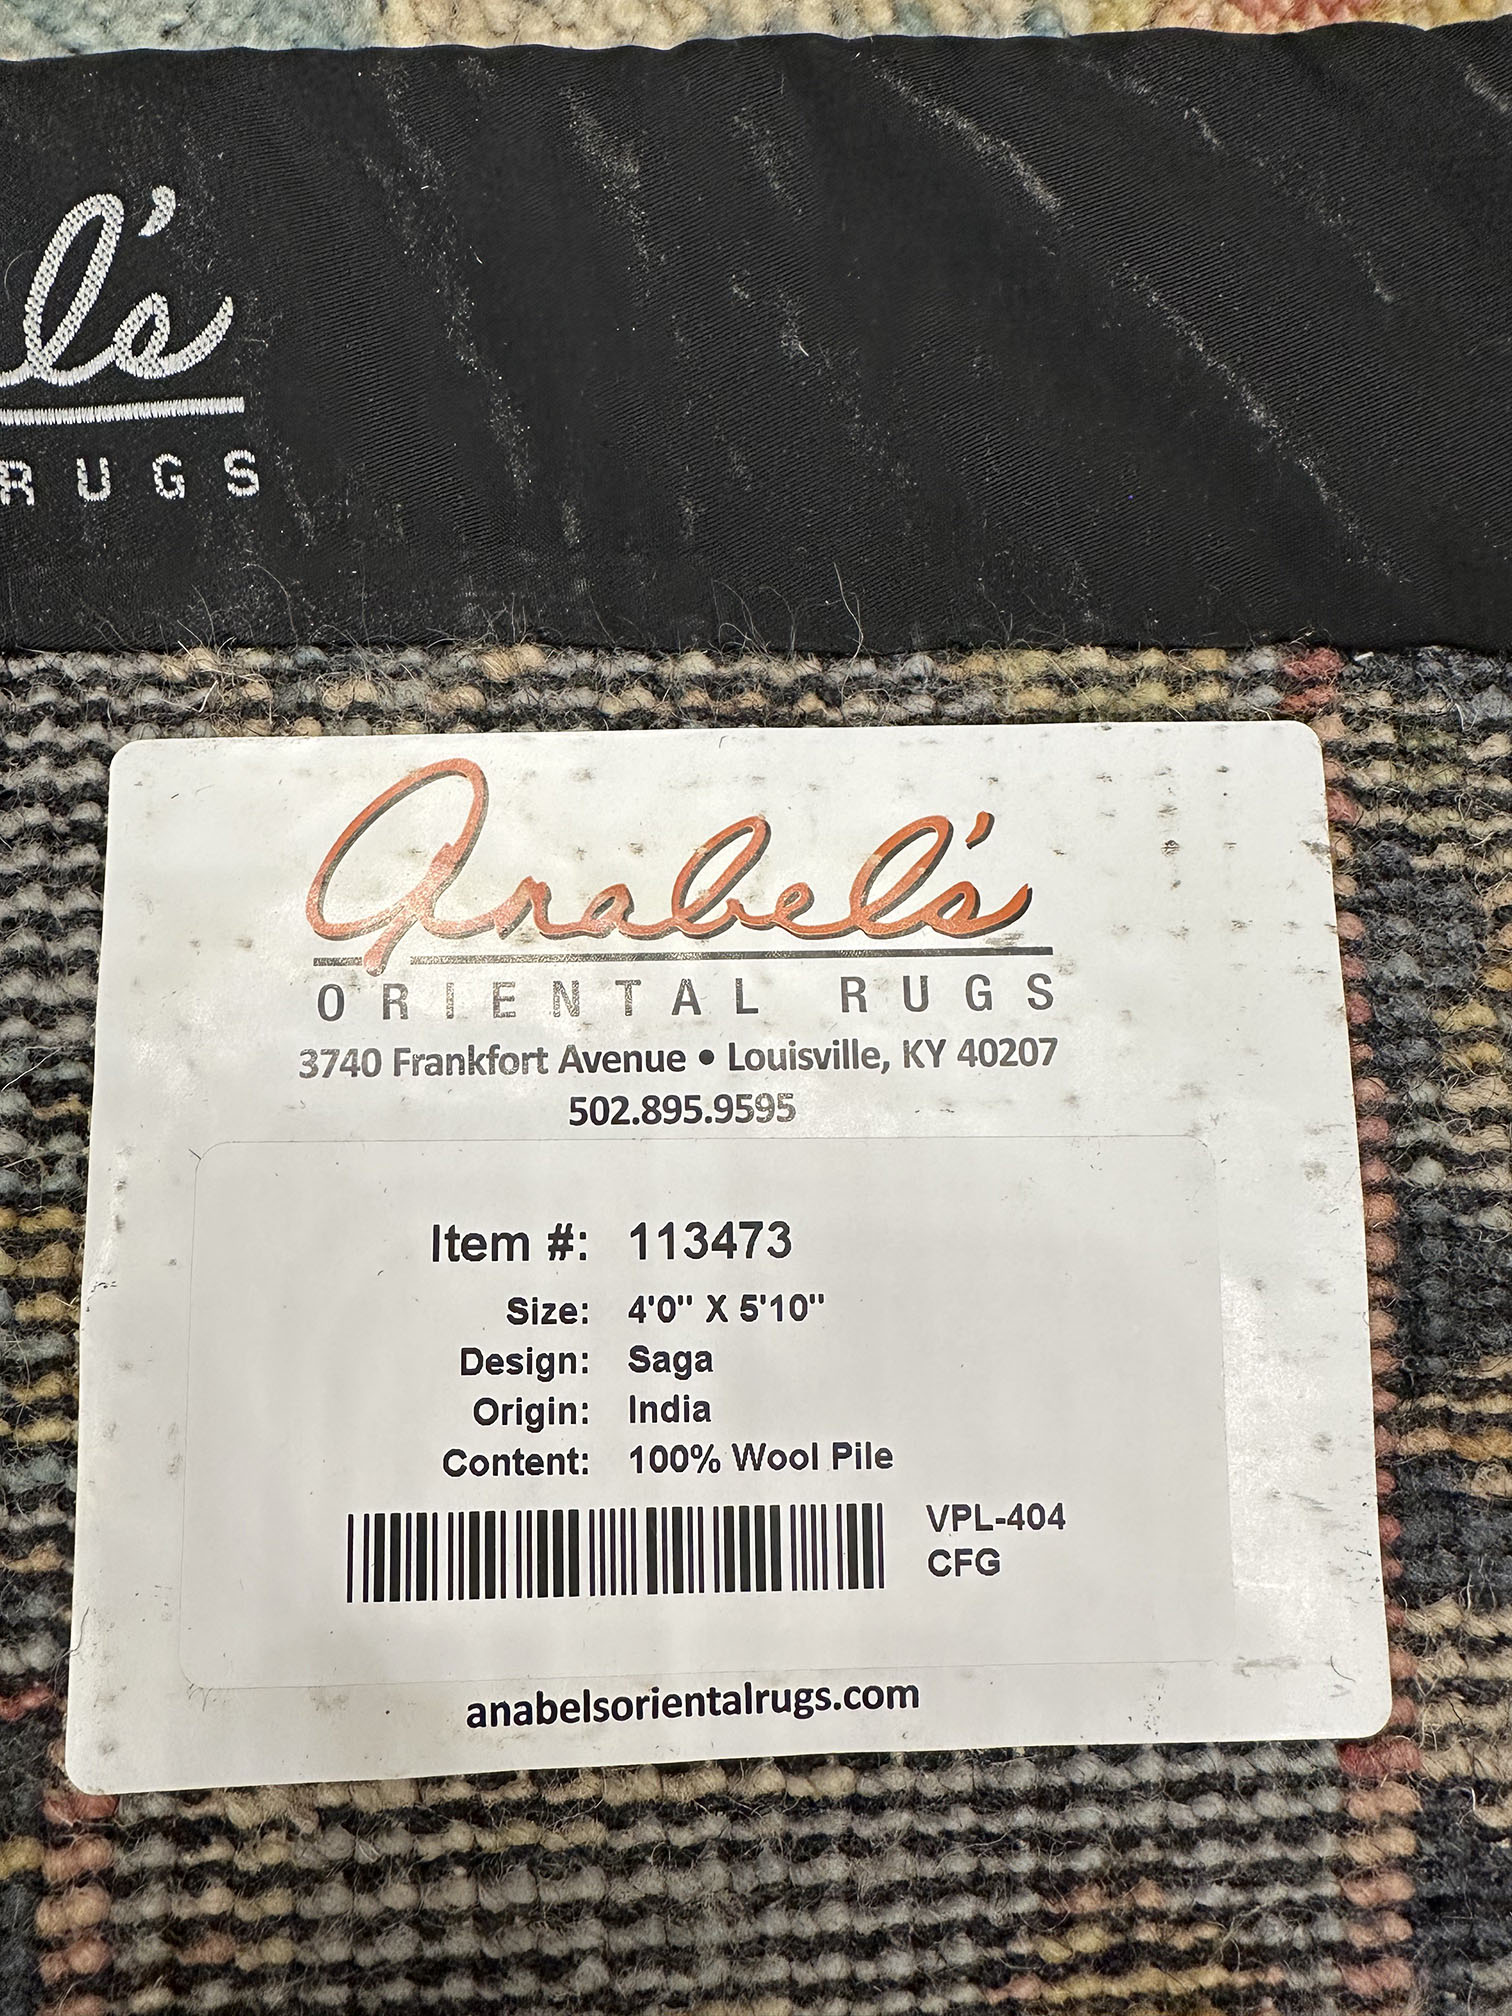 l's
RUGS
Anabel's
ORIENTAL RUGS
3740 Frankfort Avenue • Louisville, KY 40207
502.895.9595
Item #: 113473
Size: 4'0" X 5'10"
Design: Saga
Origin: India
Content: 100% Wool Pile
VPL-404
CFG
anabelsorientalrugs.com